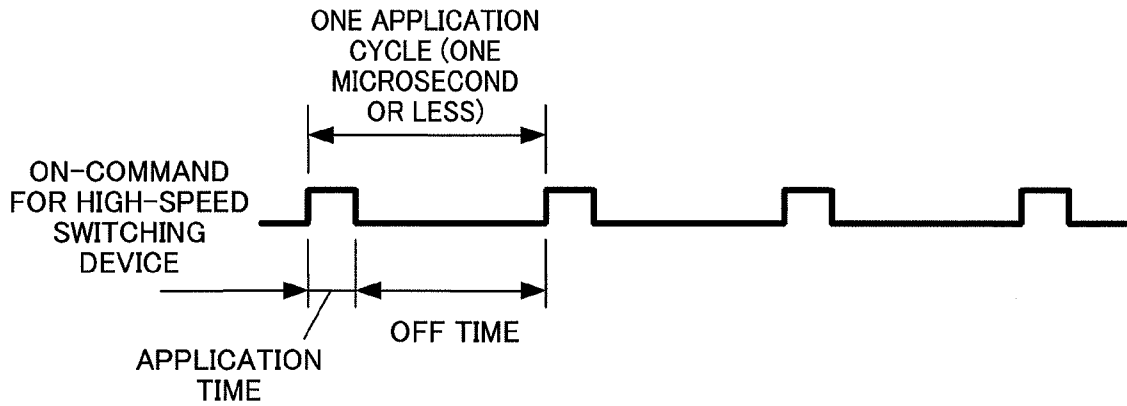 ONE APPLICATION
CYCLE (ONE
MICROSECOND
OR LESS)
ON-COMMAND
FOR HIGH-SPEED
SWITCHING
DEVICE
OFF TIME
APPLICATION
TIME